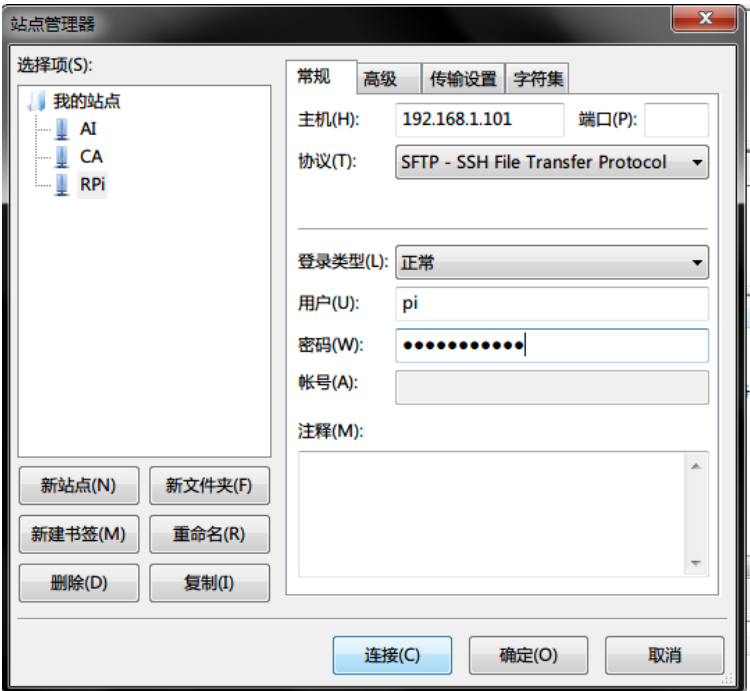 站点管理器
选择项(S):
我的站点
AI
CA
RPi
新站点(N)
新文件夹(F)
新建书签(M)
重命名(R)
删除(D)
复制(I)
常规
高级
传输设置
字符集
主机(H):
192.168.1.101
端口(P):
协议(T):
SFTP - SSH File Transfer Protocol
登录类型(L):
正常
用户(U):
pi
密码(W):
●●●●●●●●●●●
帐号(A):
注释(M):
连接(C)
确定(O)
取消